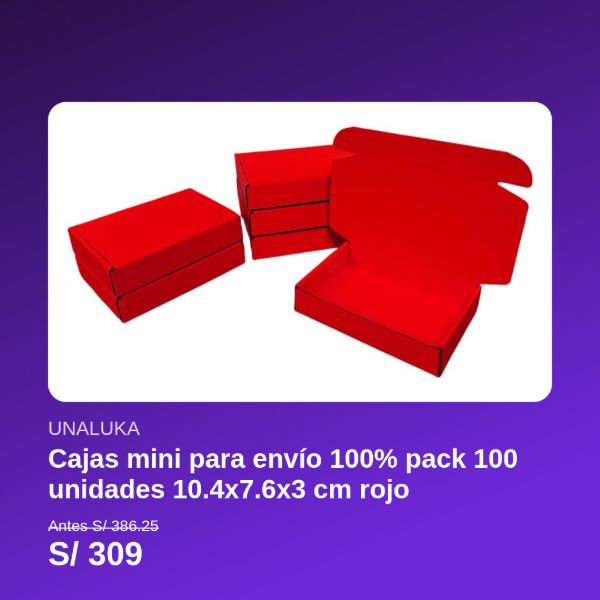 UNALUKA
Cajas mini para envío 100% pack 100
unidades 10.4x7.6x3 cm rojo
Antes S/ 386.25
S/ 309